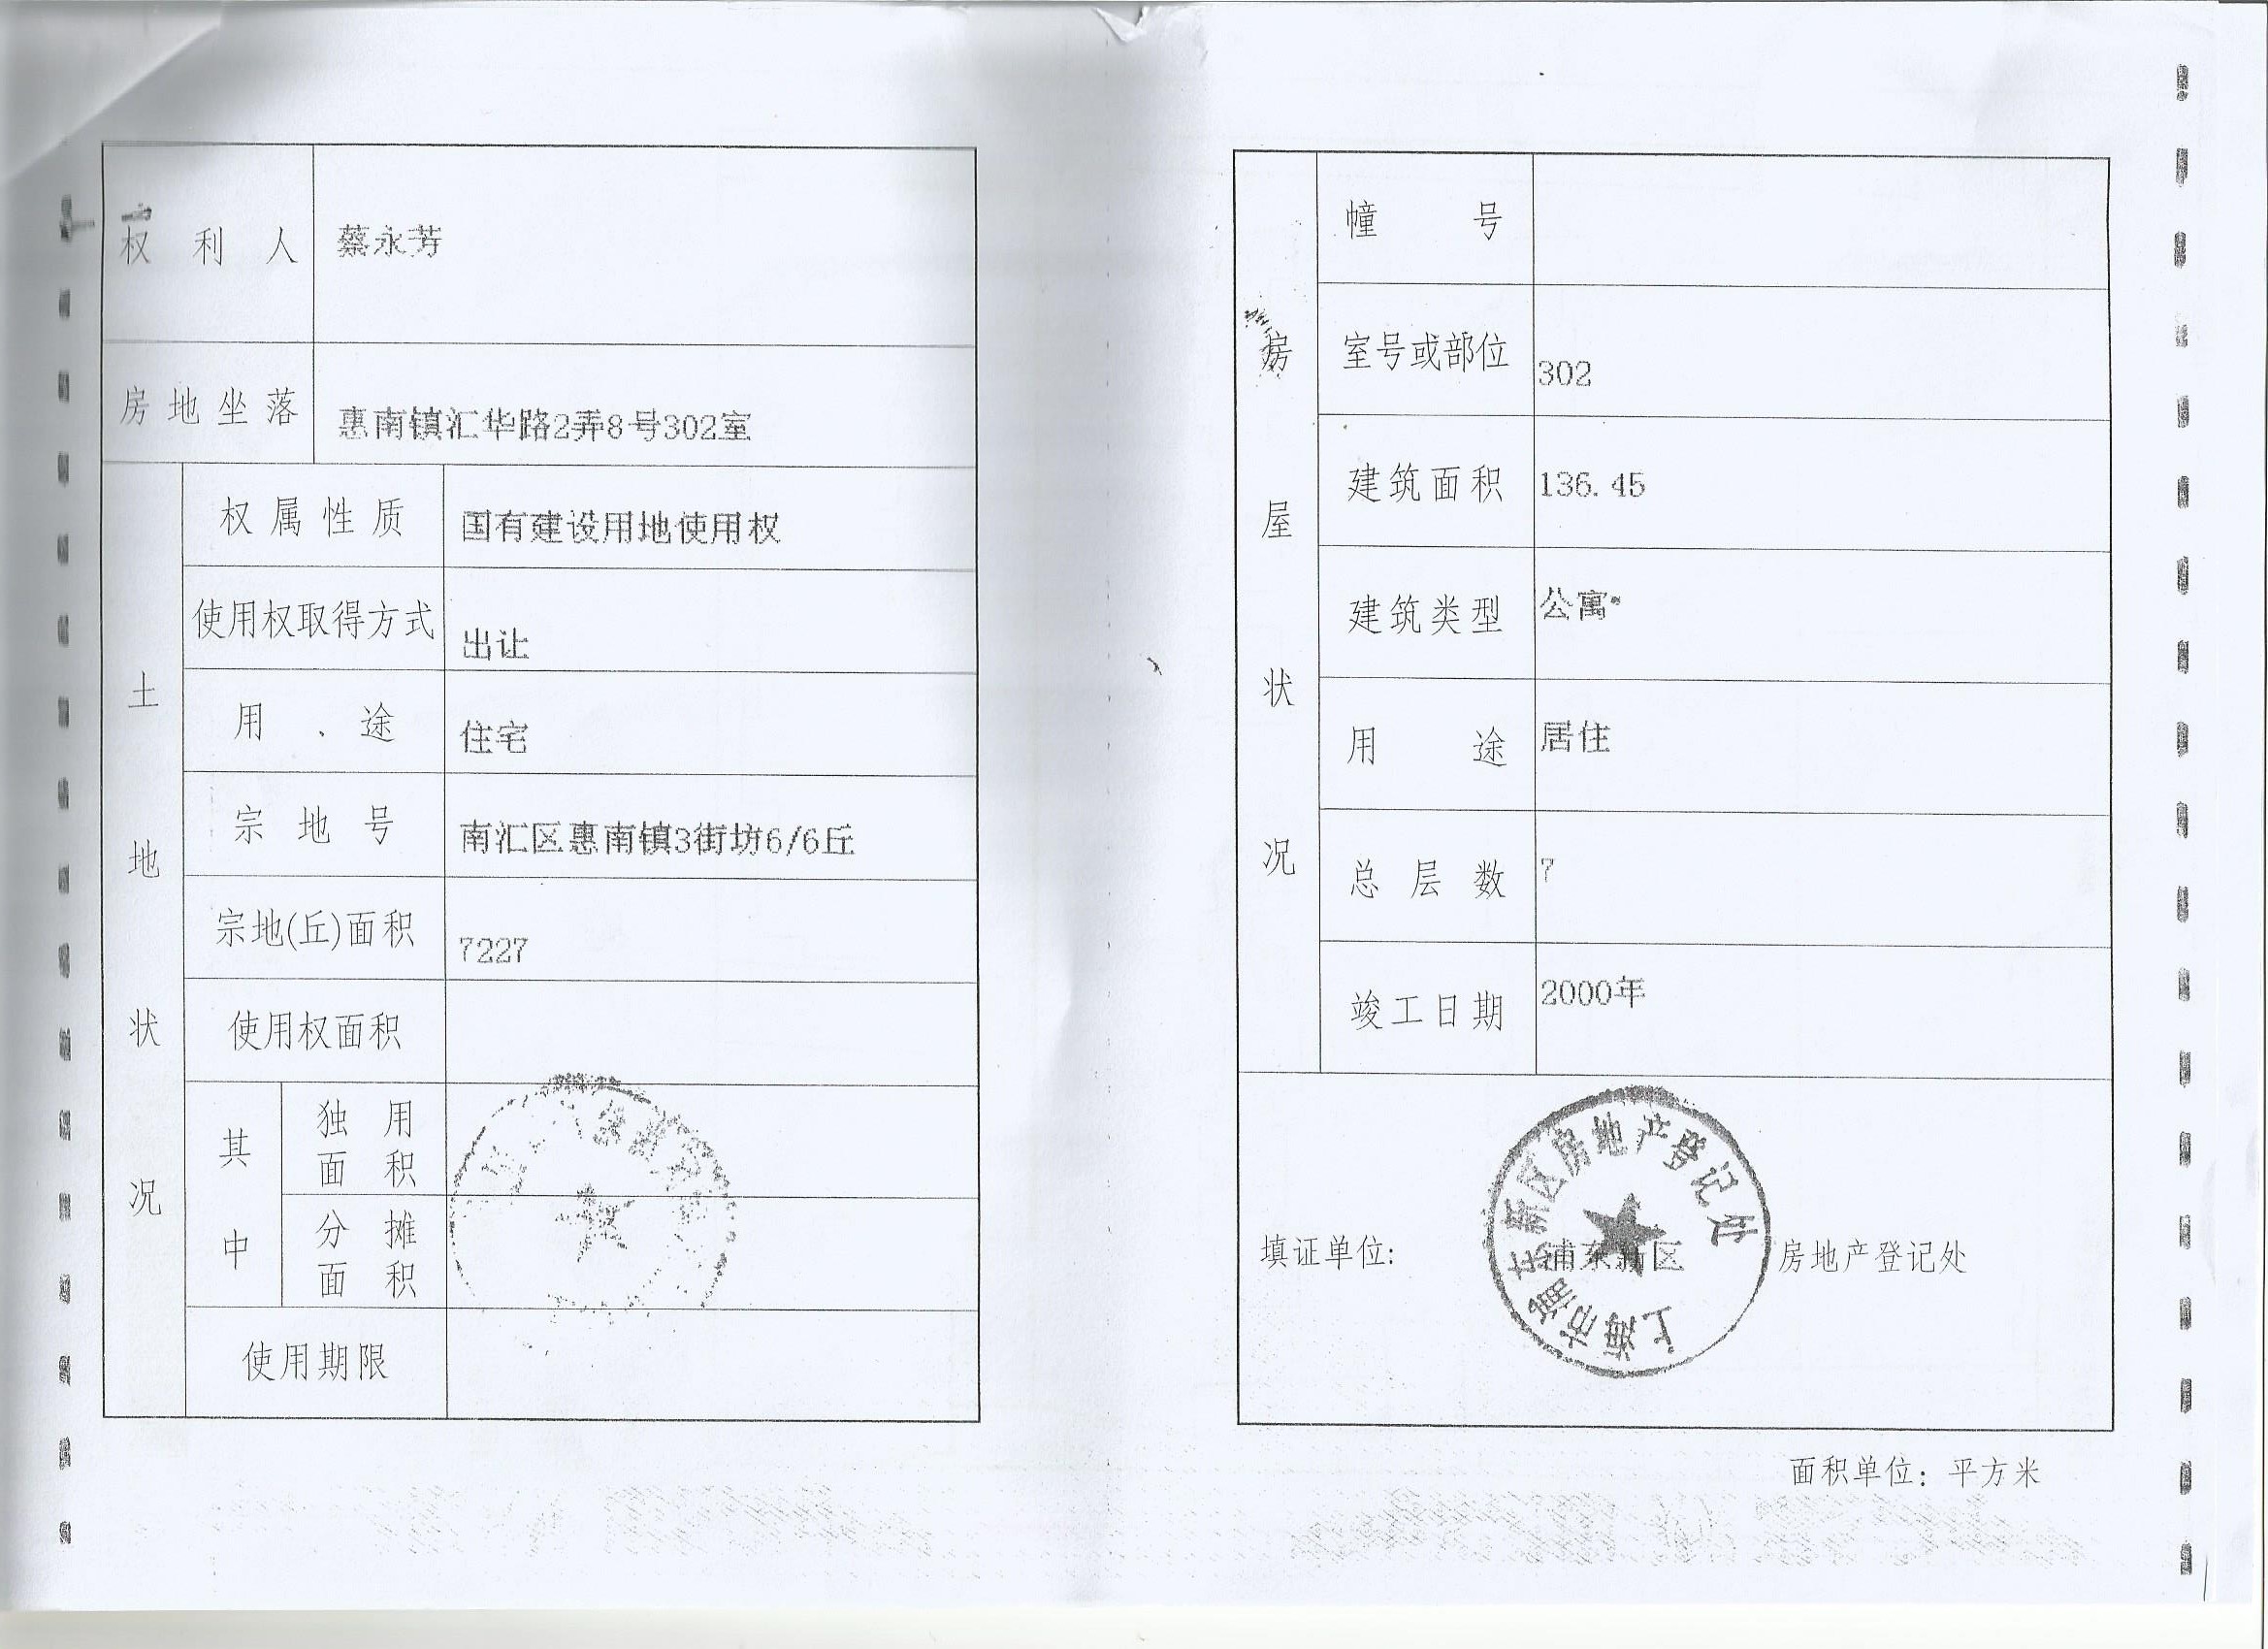 权利人 蔡永芳
房地坐落 惠南镇汇华路2弄8号302室
土地状况
权属性质 国有建设用地使用权
使用权取得方式 出让
用、途 住宅
宗地号 南汇区惠南镇3街坊6/6丘
宗地(丘)面积 7227
使用权面积
其中
独用面积
分摊面积
使用期限
房屋状况
幢号
室号或部位 302
建筑面积 136.45
建筑类型 公寓
用途 居住
总层数 7
竣工日期 2000年
填证单位: 浦东新区 房地产登记处
上海市浦东新区房地产登记处
面积单位: 平方米